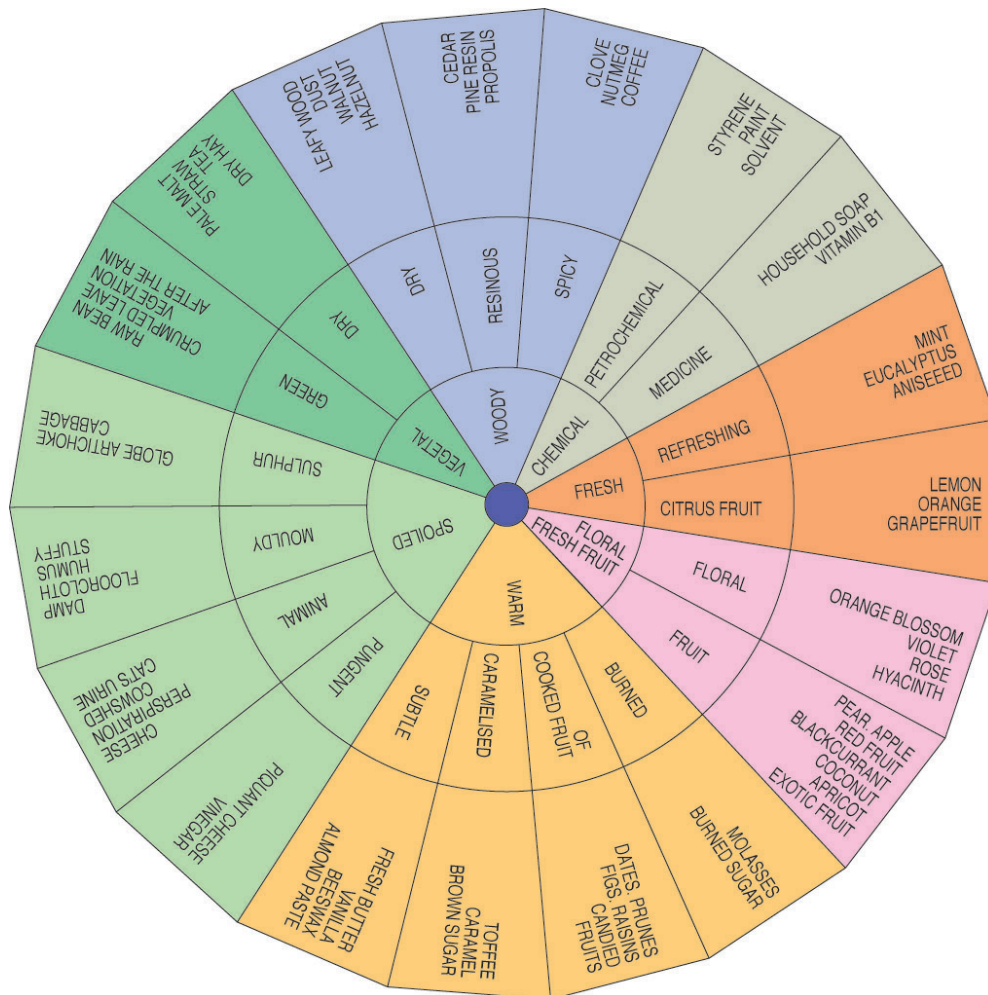 WOODY
DRY
LEAFY WOOD
DUST
WALNUT
HAZELNUT
RESINOUS
CEDAR
PINE RESIN
PROPOLIS
SPICY
CLOVE
NUTMEG
COFFEE
CHEMICAL
PETROCHEMICAL
STYRENE
PAINT
SOLVENT
MEDICINE
HOUSEHOLD SOAP
VITAMIN B1
FRESH
REFRESHING
MINT
EUCALYPTUS
ANISEEED
CITRUS FRUIT
LEMON
ORANGE
GRAPEFRUIT
FLORAL
FRESH FRUIT
FLORAL
ORANGE BLOSSOM
VIOLET
ROSE
HYACINTH
FRUIT
PEAR. APPLE
RED FRUIT
BLACKCURRANT
COCONUT
APRICOT
EXOTIC FRUIT
WARM
BURNED
MOLASSES
BURNED SUGAR
OF
COOKED FRUIT
DATES. PRUNES
FIGS. RAISINS
CANDIED
FRUITS
CARAMELISED
TOFFEE
CARAMEL
BROWN SUGAR
SUBTLE
FRESH BUTTER
VANILLA
BEESWAX
ALMOND PASTE
SPOILED
PUNGENT
PIQUANT CHEESE
VINEGAR
ANIMAL
CHEESE
PERSPIRATION
COWSHED
CAT'S URINE
MOULDY
DAMP
FLOORCLOTH
HUMUS
STUFFY
SULPHUR
GLOBE ARTICHOKE
CABBAGE
VEGETAL
GREEN
RAW BEAN
CRUMPLED LEAVE
VEGETATION
AFTER THE RAIN
DRY
PALE MALT
STRAW
TEA
DRY HAY